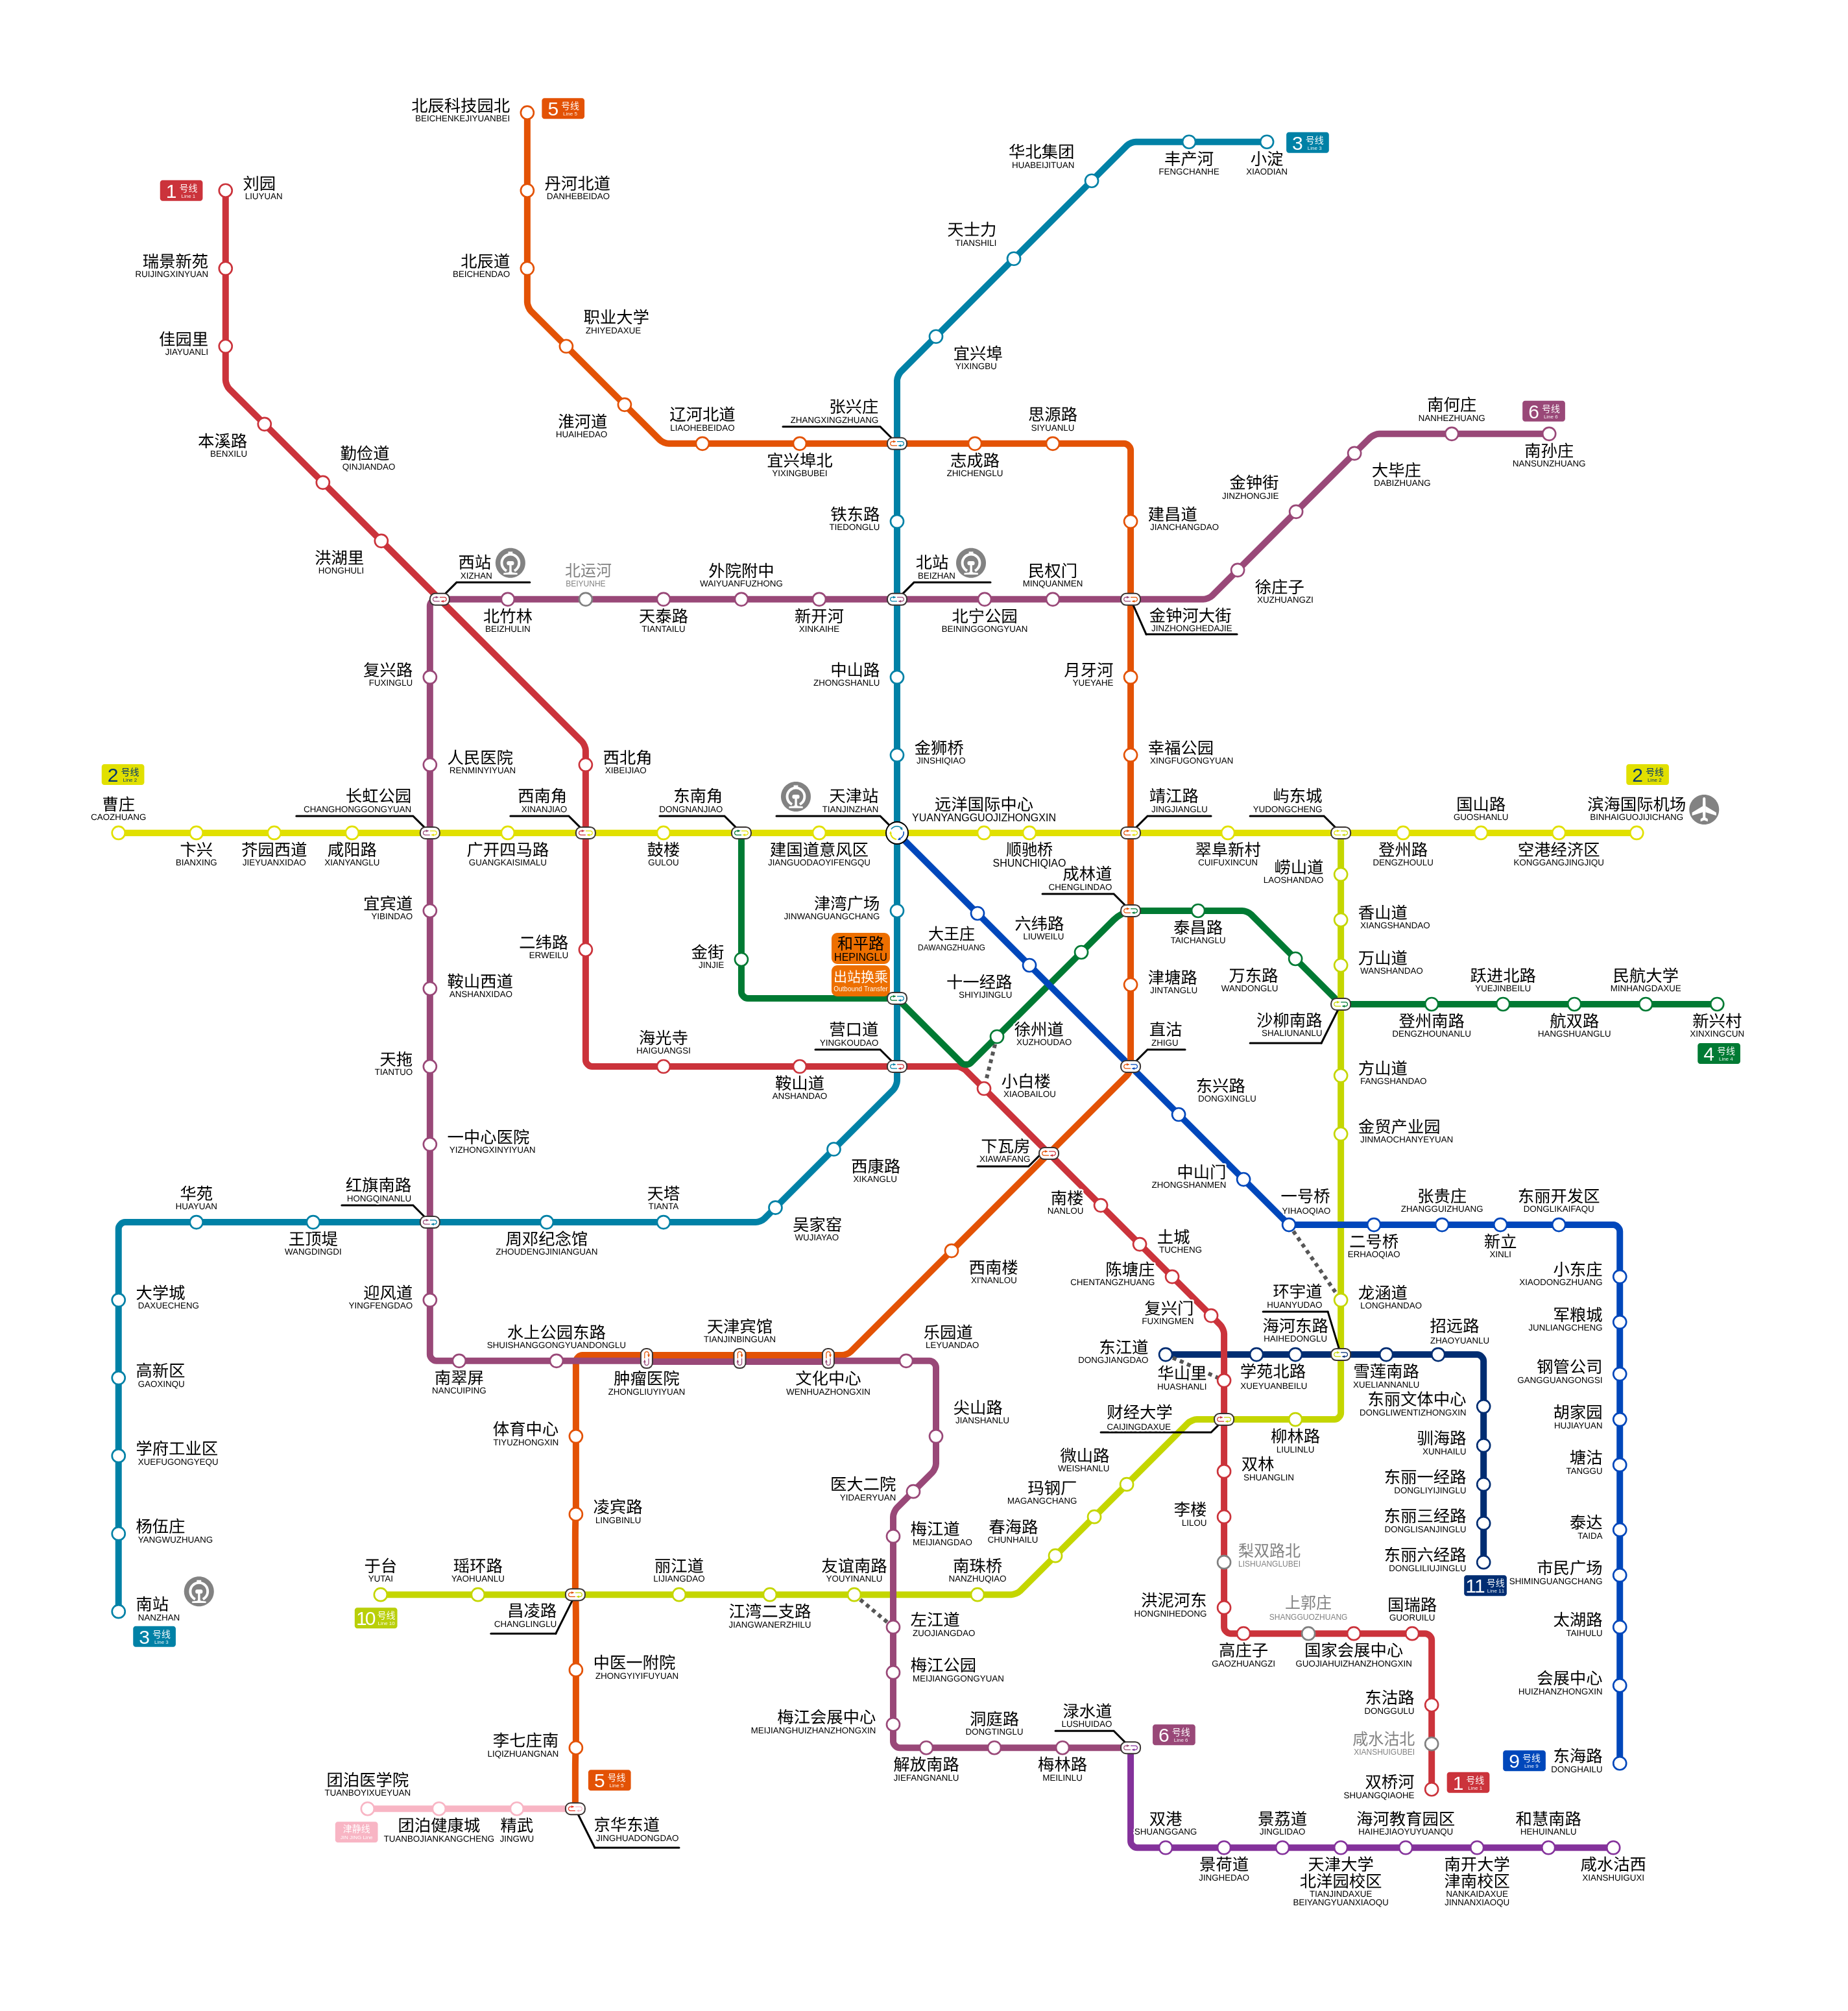 北辰科技园北
BEICHENKEJIYUANBEI
5 号线
Line 5
华北集团
HUABEIJITUAN
丰产河
FENGCHANHE
小淀
XIAODIAN
3 号线
Line 3
1 号线
Line 1
刘园
LIUYUAN
丹河北道
DANHEBEIDAO
天士力
TIANSHILI
瑞景新苑
RUIJINGXINYUAN
北辰道
BEICHENDAO
职业大学
ZHIYEDAXUE
佳园里
JIAYUANLI
宜兴埠
YIXINGBU
淮河道
HUAIHEDAO
辽河北道
LIAOHEBEIDAO
张兴庄
ZHANGXINGZHUANG
思源路
SIYUANLU
南何庄
NANHEZHUANG
6 号线
Line 6
本溪路
BENXILU
勤俭道
QINJIANDAO
宜兴埠北
YIXINGBUBEI
志成路
ZHICHENGLU
南孙庄
NANSUNZHUANG
大毕庄
DABIZHUANG
金钟街
JINZHONGJIE
铁东路
TIEDONGLU
建昌道
JIANCHANGDAO
洪湖里
HONGHULI
西站
XIZHAN
北运河
BEIYUNHE
外院附中
WAIYUANFUZHONG
北站
BEIZHAN
民权门
MINQUANMEN
徐庄子
XUZHUANGZI
北竹林
BEIZHULIN
天泰路
TIANTAILU
新开河
XINKAIHE
北宁公园
BEININGGONGYUAN
金钟河大街
JINZHONGHEDAJIE
复兴路
FUXINGLU
中山路
ZHONGSHANLU
月牙河
YUEYAHE
人民医院
RENMINYIYUAN
西北角
XIBEIJIAO
金狮桥
JINSHIQIAO
幸福公园
XINGFUGONGYUAN
2 号线
Line 2
2 号线
Line 2
曹庄
CAOZHUANG
长虹公园
CHANGHONGGONGYUAN
西南角
XINANJIAO
东南角
DONGNANJIAO
天津站
TIANJINZHAN
远洋国际中心
YUANYANGGUOJIZHONGXIN
靖江路
JINGJIANGLU
屿东城
YUDONGCHENG
国山路
GUOSHANLU
滨海国际机场
BINHAIGUOJIJICHANG
卞兴
BIANXING
芥园西道
JIEYUANXIDAO
咸阳路
XIANYANGLU
广开四马路
GUANGKAISIMALU
鼓楼
GULOU
建国道意风区
JIANGUODAOYIFENGQU
顺驰桥
SHUNCHIQIAO
翠阜新村
CUIFUXINCUN
登州路
DENGZHOULU
空港经济区
KONGGANGJINGJIQU
成林道
CHENGLINDAO
崂山道
LAOSHANDAO
宜宾道
YIBINDAO
津湾广场
JINWANGUANGCHANG
大王庄
DAWANGZHUANG
六纬路
LIUWEILU
泰昌路
TAICHANGLU
香山道
XIANGSHANDAO
二纬路
ERWEILU
金街
JINJIE
和平路
HEPINGLU
出站换乘
Outbound Transfer
万山道
WANSHANDAO
鞍山西道
ANSHANXIDAO
十一经路
SHIYIJINGLU
津塘路
JINTANGLU
万东路
WANDONGLU
跃进北路
YUEJINBEILU
民航大学
MINHANGDAXUE
海光寺
HAIGUANGSI
营口道
YINGKOUDAO
徐州道
XUZHOUDAO
直沽
ZHIGU
沙柳南路
SHALIUNANLU
登州南路
DENGZHOUNANLU
航双路
HANGSHUANGLU
新兴村
XINXINGCUN
4 号线
Line 4
天拖
TIANTUO
鞍山道
ANSHANDAO
小白楼
XIAOBAILOU
东兴路
DONGXINGLU
方山道
FANGSHANDAO
一中心医院
YIZHONGXINYIYUAN
下瓦房
XIAWAFANG
金贸产业园
JINMAOCHANYEYUAN
西康路
XIKANGLU
中山门
ZHONGSHANMEN
华苑
HUAYUAN
红旗南路
HONGQINANLU
天塔
TIANTA
吴家窑
WUJIAYAO
南楼
NANLOU
一号桥
YIHAOQIAO
张贵庄
ZHANGGUIZHUANG
东丽开发区
DONGLIKAIFAQU
王顶堤
WANGDINGDI
周邓纪念馆
ZHOUDENGJINIANGUAN
土城
TUCHENG
二号桥
ERHAOQIAO
新立
XINLI
西南楼
XI'NANLOU
陈塘庄
CHENTANGZHUANG
小东庄
XIAODONGZHUANG
大学城
DAXUECHENG
迎风道
YINGFENGDAO
复兴门
FUXINGMEN
环宇道
HUANYUDAO
龙涵道
LONGHANDAO
军粮城
JUNLIANGCHENG
水上公园东路
SHUISHANGGONGYUANDONGLU
天津宾馆
TIANJINBINGUAN
乐园道
LEYUANDAO
东江道
DONGJIANGDAO
海河东路
HAIHEDONGLU
招远路
ZHAOYUANLU
高新区
GAOXINQU
南翠屏
NANCUIPING
肿瘤医院
ZHONGLIUYIYUAN
文化中心
WENHUAZHONGXIN
华山里
HUASHANLI
学苑北路
XUEYUANBEILU
雪莲南路
XUELIANNANLU
钢管公司
GANGGUANGONGSI
尖山路
JIANSHANLU
财经大学
CAIJINGDAXUE
东丽文体中心
DONGLIWENTIZHONGXIN
胡家园
HUJIAYUAN
体育中心
TIYUZHONGXIN
柳林路
LIULINLU
驯海路
XUNHAILU
学府工业区
XUEFUGONGYEQU
微山路
WEISHANLU
双林
SHUANGLIN
塘沽
TANGGU
医大二院
YIDAERYUAN
玛钢厂
MAGANGCHANG
东丽一经路
DONGLIYIJINGLU
凌宾路
LINGBINLU
李楼
LILOU
东丽三经路
DONGLISANJINGLU
泰达
TAIDA
杨伍庄
YANGWUZHUANG
梅江道
MEIJIANGDAO
春海路
CHUNHAILU
梨双路北
LISHUANGLUBEI
东丽六经路
DONGLILIUJINGLU
于台
YUTAI
瑶环路
YAOHUANLU
丽江道
LIJIANGDAO
友谊南路
YOUYINANLU
南珠桥
NANZHUQIAO
11 号线
Line 11
市民广场
SHIMINGUANGCHANG
南站
NANZHAN
10 号线
Line 10
昌凌路
CHANGLINGLU
江湾二支路
JIANGWANERZHILU
左江道
ZUOJIANGDAO
洪泥河东
HONGNIHEDONG
上郭庄
SHANGGUOZHUANG
国瑞路
GUORUILU
太湖路
TAIHULU
3 号线
Line 3
高庄子
GAOZHUANGZI
国家会展中心
GUOJIAHUIZHANZHONGXIN
中医一附院
ZHONGYIYIFUYUAN
梅江公园
MEIJIANGGONGYUAN
会展中心
HUIZHANZHONGXIN
梅江会展中心
MEIJIANGHUIZHANZHONGXIN
洞庭路
DONGTINGLU
渌水道
LUSHUIDAO
6 号线
Line 6
东沽路
DONGGULU
李七庄南
LIQIZHUANGNAN
咸水沽北
XIANSHUIGUBEI
解放南路
JIEFANGNANLU
梅林路
MEILINLU
9 号线
Line 9
东海路
DONGHAILU
团泊医学院
TUANBOYIXUEYUAN
5 号线
Line 5
双桥河
SHUANGQIAOHE
1 号线
Line 1
津静线
团泊健康城
TUANBOJIANKANGCHENG
精武
JINGWU
京华东道
JINGHUADONGDAO
双港
SHUANGGANG
景荔道
JINGLIDAO
海河教育园区
HAIHEJIAOYUYUANQU
和慧南路
HEHUINANLU
景荷道
JINGHEDAO
天津大学
北洋园校区
TIANJINDAXUE
BEIYANGYUANXIAOQU
南开大学
津南校区
NANKAIDAXUE
JINNANXIAOQU
咸水沽西
XIANSHUIGUXI